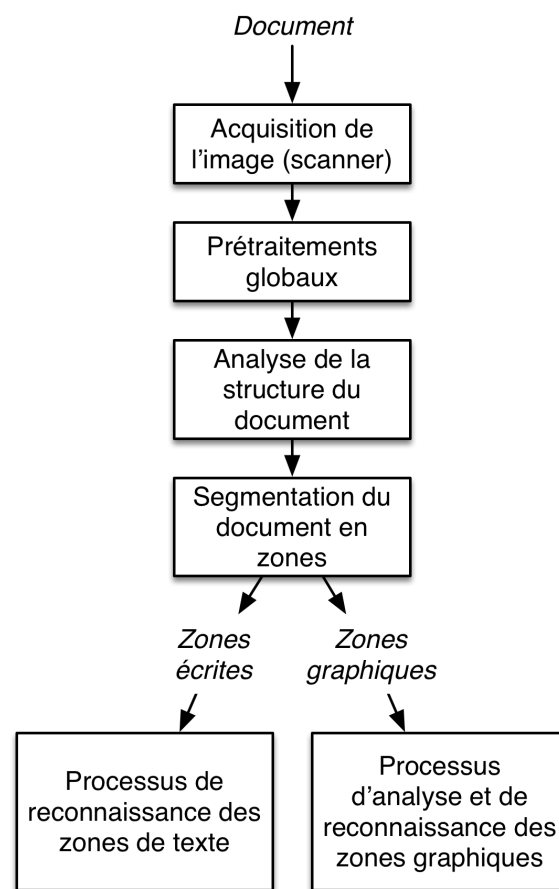 Document
Acquisition de
l'image (scanner)
Prétraitements
globaux
Analyse de la
structure du
document
Segmentation du
document en
zones
Zones
écrites
Zones
graphiques
Processus de
reconnaissance des
zones de texte
Processus
d'analyse et de
reconnaissance des
zones graphiques